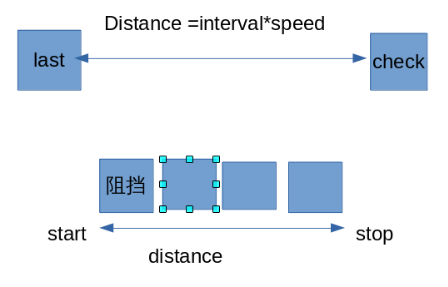 Distance =interval*speed
last
check
阻挡
start
stop
distance